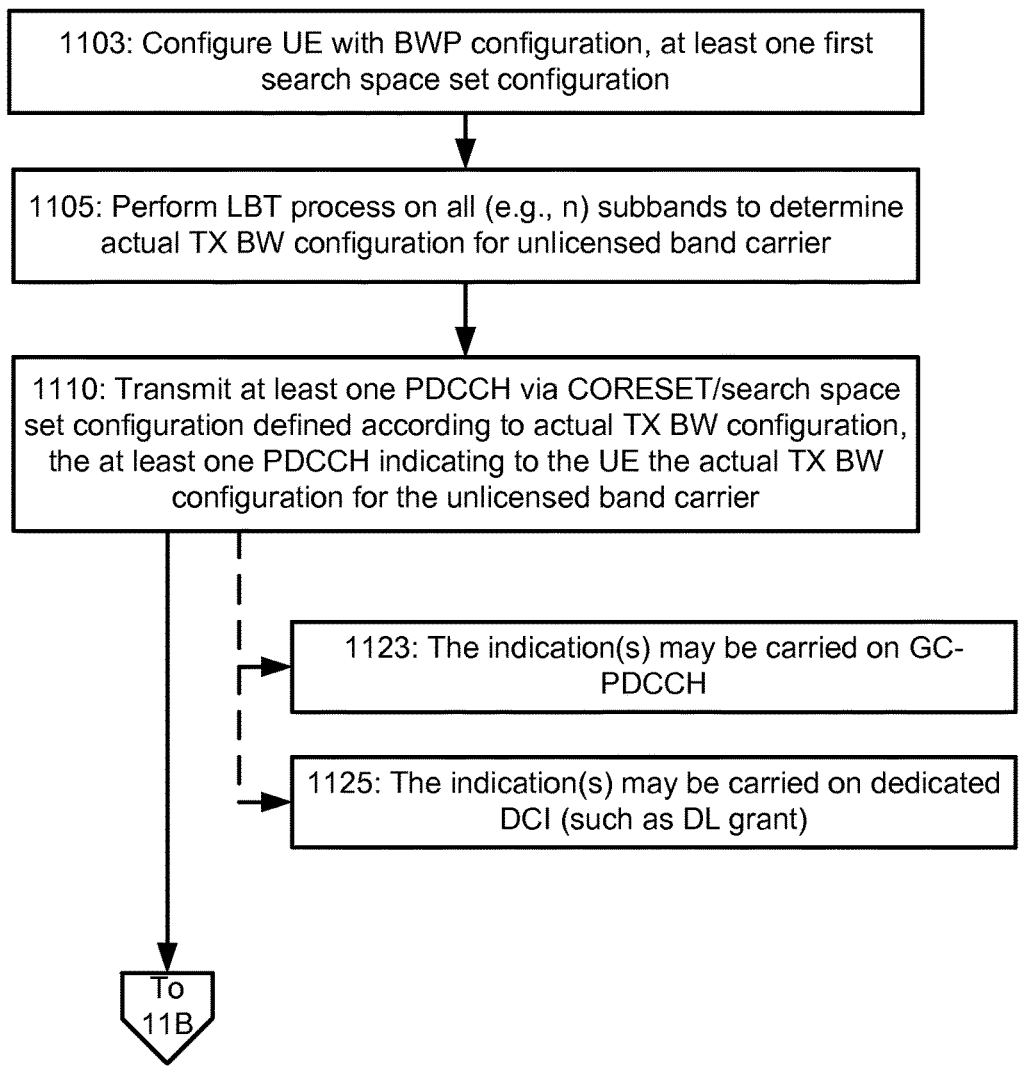 1103: Configure UE with BWP configuration, at least one first
search space set configuration
1105: Perform LBT process on all (e.g., n) subbands to determine
actual TX BW configuration for unlicensed band carrier
1110: Transmit at least one PDCCH via CORESET/search space
set configuration defined according to actual TX BW configuration,
the at least one PDCCH indicating to the UE the actual TX BW
configuration for the unlicensed band carrier
1123: The indication(s) may be carried on GC-
PDCCH
1125: The indication(s) may be carried on dedicated
DCI (such as DL grant)
To
11B